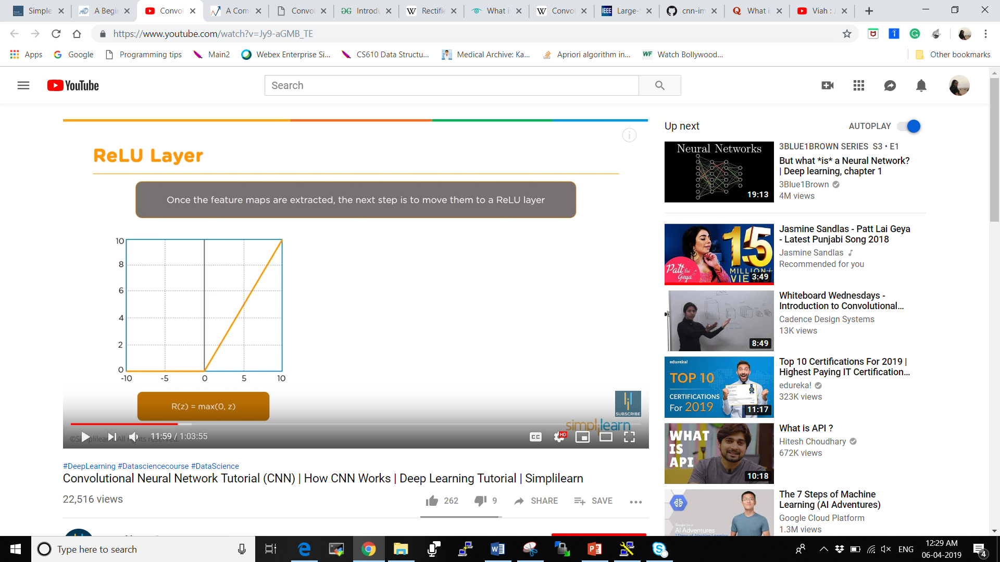 Simple
A Begi
Convol
A Com
Convo
Introdu
Rectifie
What i
Convo
IEEE
Large-
cnn-im
What i
Viah :
https://www.youtube.com/watch?v=Jy9-aGMB_TE
Apps
Google
Programming tips
Main2
Webex Enterprise Si...
CS610 Data Structu...
Medical Archive: Ka...
Apriori algorithm in...
WF
Watch Bollywood...
Other bookmarks
YouTube
Search
ReLU Layer
Once the feature maps are extracted, the next step is to move them to a ReLU layer
10
8
6
4
2
0
-10
-5
0
5
10
R(z) = max(0, z)
SUBSCRIBE
simplilearn
11:59 / 1:03:55
CC
HD
#DeepLearning #Datasciencecourse #DataScience
Convolutional Neural Network Tutorial (CNN) | How CNN Works | Deep Learning Tutorial | Simplilearn
22,516 views
262
9
SHARE
SAVE
Up next
AUTOPLAY
Neural Networks
19:13
3BLUE1BROWN SERIES S3 • E1
But what *is* a Neural Network?
| Deep learning, chapter 1
3Blue1Brown
4M views
15
MILLION+
Patt Lai
Geya
3:49
Jasmine Sandlas - Patt Lai Geya
- Latest Punjabi Song 2018
Jasmine Sandlas
Recommended for you
CNN
8:49
Whiteboard Wednesdays -
Introduction to Convolutional...
Cadence Design Systems
13K views
edureka!
TOP 10
CERTIFICATIONS
For 2019
11:17
Top 10 Certifications For 2019 |
Highest Paying IT Certification...
edureka!
323K views
WHAT
IS
API
10:18
What is API ?
Hitesh Choudhary
672K views
Google Cloud
AI Adventures
The 7 Steps of Machine
Learning (AI Adventures)
Google Cloud Platform
1.3M views
Type here to search
ENG
12:29 AM
06-04-2019
4